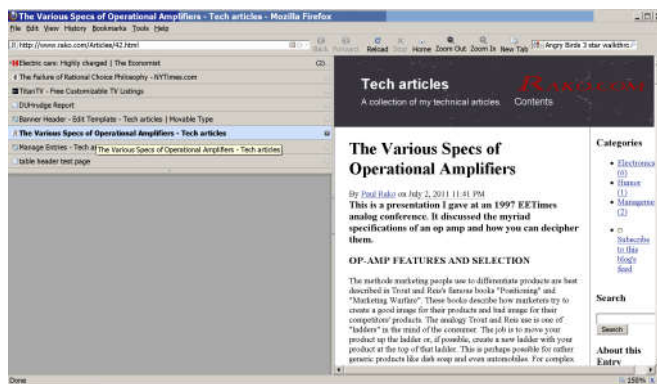 The Various Specs of Operational Amplifiers - Tech articles - Mozilla Firefox
File Edit View History Bookmarks Tools Help
http://www.rako.com/Articles/42.html
Back Forward Reload Stop Home Zoom Out Zoom In New Tab Angry Birds 3 star walkthro
Electric cars: Highly charged | The Economist
The Failure of Rational Choice Philosophy - NYTimes.com
TitanTV - Free Customizable TV Listings
DUHrudge Report
Banner Header - Edit Template - Tech articles | Movable Type
The Various Specs of Operational Amplifiers - Tech articles
Manage Entries - Tech a
The Various Specs of Operational Amplifiers - Tech articles
table header test page
Tech articles
RAKO.COM
A collection of my technical articles
Contents
The Various Specs of
Operational Amplifiers
By Paul Rako on July 2, 2011 11:41 PM
This is a presentation I gave at an 1997 EETimes
analog conference. It discussed the myriad
specifications of an op amp and how you can decipher
them.
OP-AMP FEATURES AND SELECTION
The methods marketing people use to differentiate products are best
described in Trout and Reis's famous books "Positioning" and
"Marketing Warfare". These books describe how marketers try to
create a good image for their products and bad image for their
competitors' products. The analogy Trout and Reis use is one of
"ladders" in the mind of the consumer. The job is to move your
product up the ladder or, if possible, create a new ladder with your
product at the top of that ladder. This is perhaps possible for rather
generic products like dish soap and even automobiles. For complex
Categories
Electronics
(6)
Humor
(1)
Management
(2)
Subscribe
to this
blog's
feed
Search
Search
About this
Entry
Done
150%